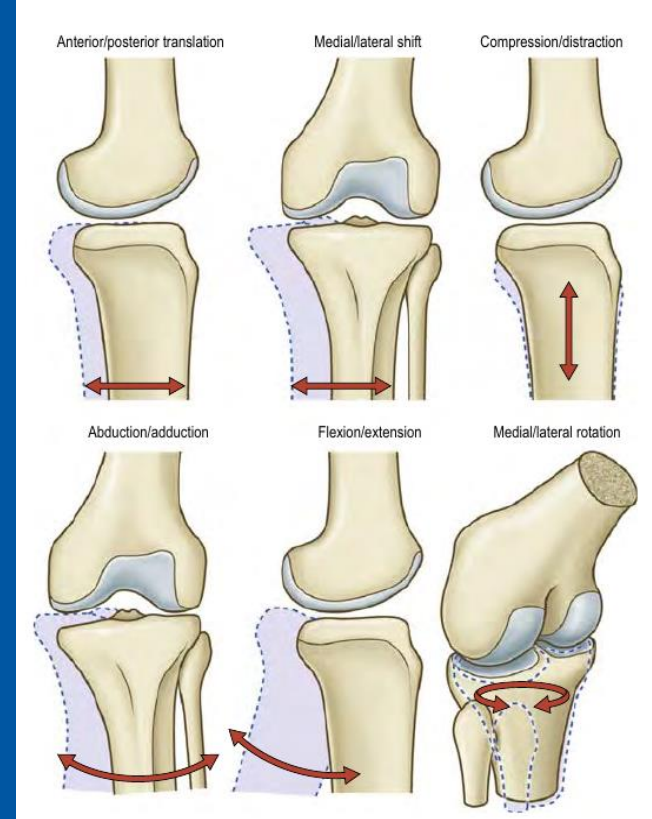 Anterior/posterior translation
Medial/lateral shift
Compression/distraction
Abduction/adduction
Flexion/extension
Medial/lateral rotation